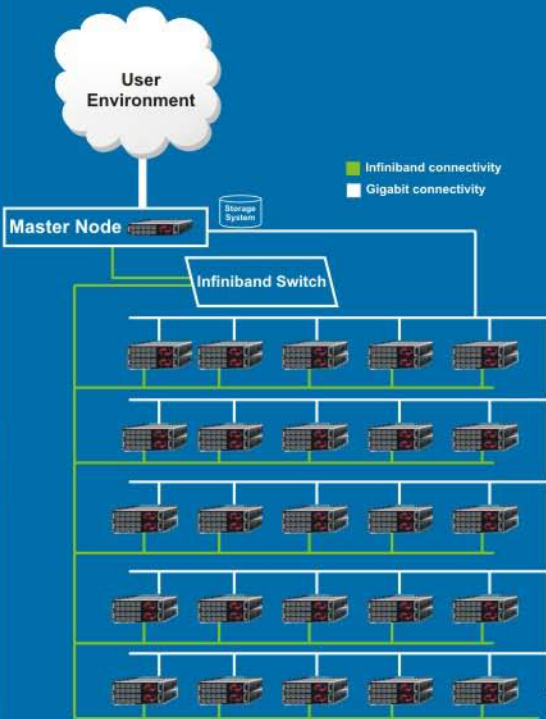 User
Environment
Infiniband connectivity
Gigabit connectivity
Storage
System
Master Node
Infiniband Switch